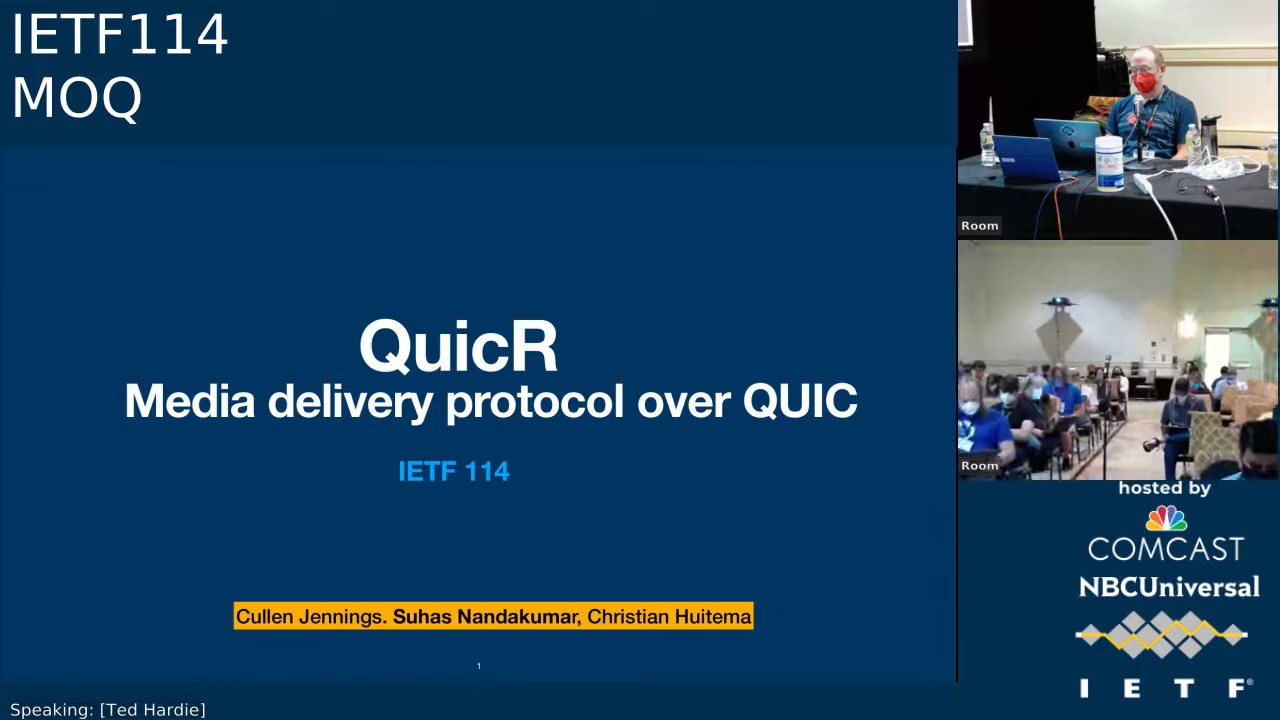 IETF114
MOQ
QuicR
Media delivery protocol over QUIC
IETF 114
Cullen Jennings. Suhas Nandakumar, Christian Huitema
1
Speaking: [Ted Hardie]
Room
Room
hosted by
COMCAST
NBCUniversal
I E T F®